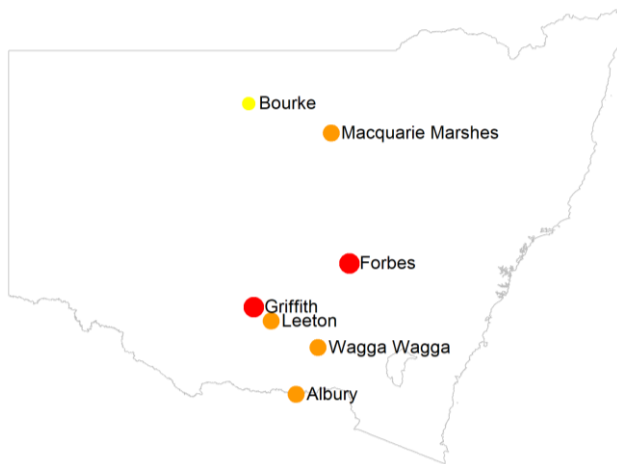 Bourke
Macquarie Marshes
Forbes
Griffith
Leeton
Wagga Wagga
Albury